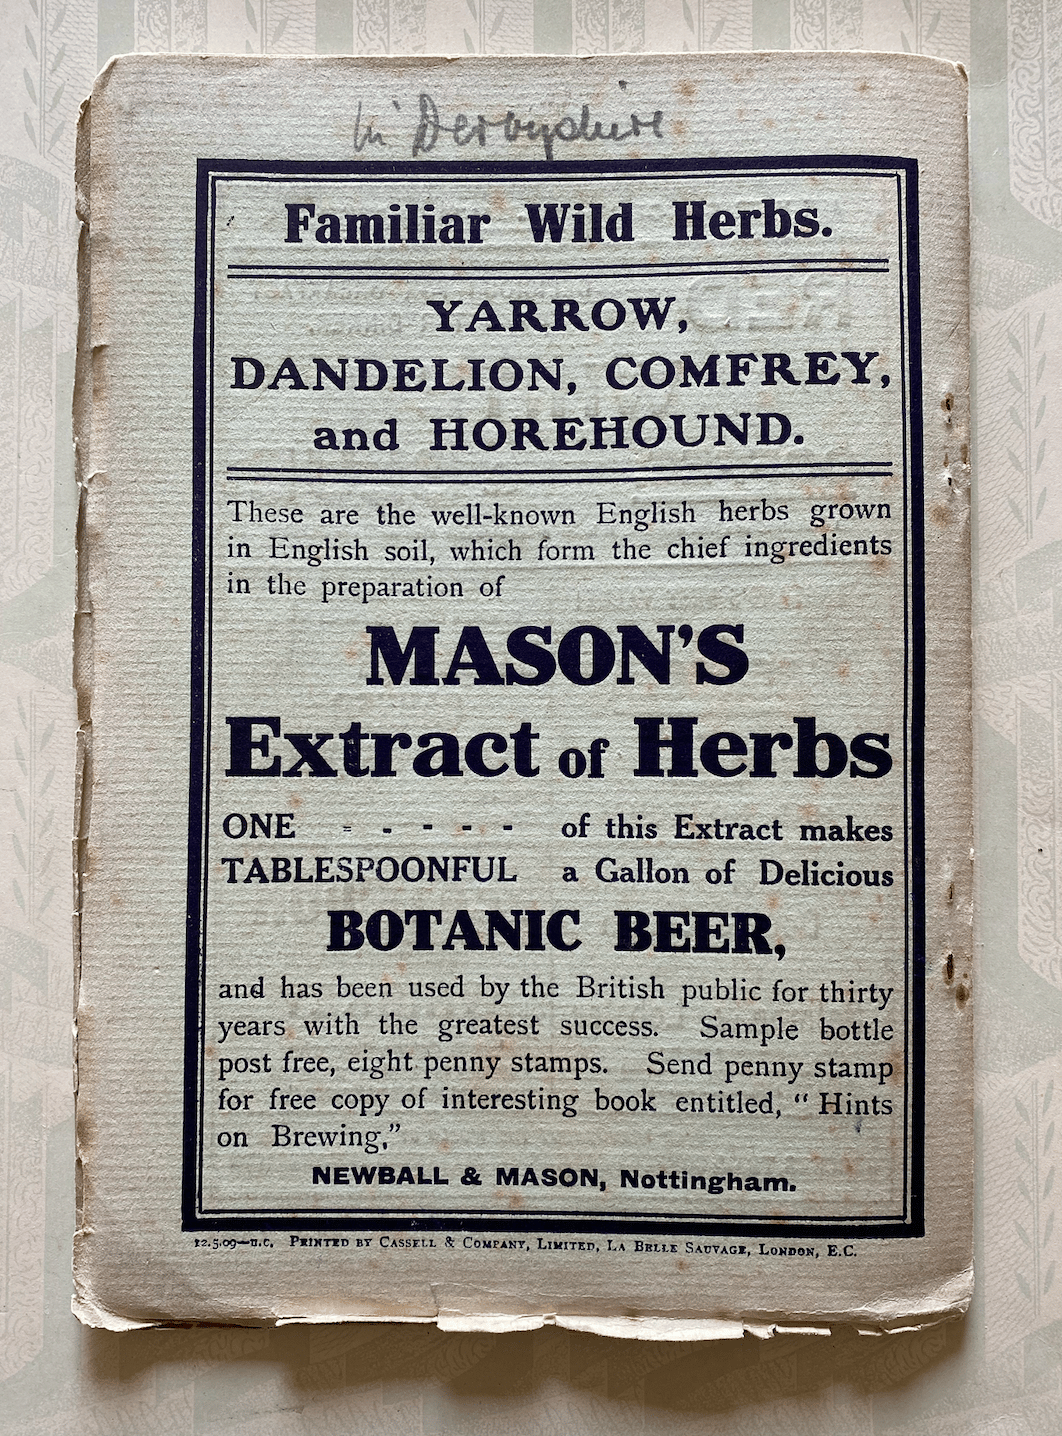 in Derbyshire
Familiar Wild Herbs.
YARROW,
DANDELION, COMFREY,
and HOREHOUND.
These are the well-known English herbs grown
in English soil, which form the chief ingredients
in the preparation of
MASON'S
Extract of Herbs
ONE - - - - - of this Extract makes
TABLESPOONFUL a Gallon of Delicious
BOTANIC BEER,
and has been used by the British public for thirty
years with the greatest success. Sample bottle
post free, eight penny stamps. Send penny stamp
for free copy of interesting book entitled, “ Hints
on Brewing.”
NEWBALL & MASON, Nottingham.
12.5.09—U.C. PRINTED BY CASSELL & COMPANY, LIMITED, LA BELLE SAUVAGE, LONDON, E.C.